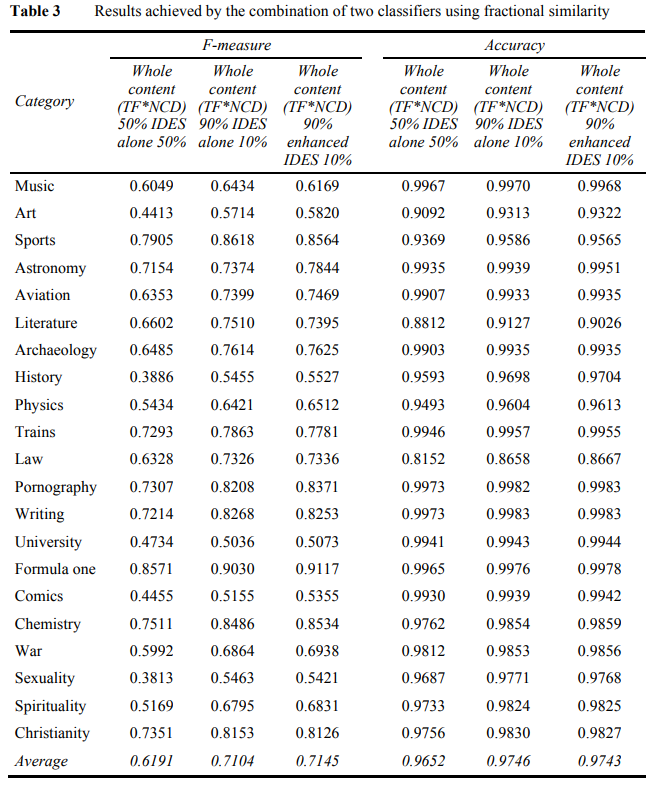 Table 3 Results achieved by the combination of two classifiers using fractional similarity
F-measure Accuracy
Category
Whole content (TF*NCD) 50% IDES alone 50%
Whole content (TF*NCD) 90% IDES alone 10%
Whole content (TF*NCD) 90% enhanced IDES 10%
Whole content (TF*NCD) 50% IDES alone 50%
Whole content (TF*NCD) 90% IDES alone 10%
Whole content (TF*NCD) 90% enhanced IDES 10%
Music 0.6049 0.6434 0.6169 0.9967 0.9970 0.9968
Art 0.4413 0.5714 0.5820 0.9092 0.9313 0.9322
Sports 0.7905 0.8618 0.8564 0.9369 0.9586 0.9565
Astronomy 0.7154 0.7374 0.7844 0.9935 0.9939 0.9951
Aviation 0.6353 0.7399 0.7469 0.9907 0.9933 0.9935
Literature 0.6602 0.7510 0.7395 0.8812 0.9127 0.9026
Archaeology 0.6485 0.7614 0.7625 0.9903 0.9935 0.9935
History 0.3886 0.5455 0.5527 0.9593 0.9698 0.9704
Physics 0.5434 0.6421 0.6512 0.9493 0.9604 0.9613
Trains 0.7293 0.7863 0.7781 0.9946 0.9957 0.9955
Law 0.6328 0.7326 0.7336 0.8152 0.8658 0.8667
Pornography 0.7307 0.8208 0.8371 0.9973 0.9982 0.9983
Writing 0.7214 0.8268 0.8253 0.9973 0.9983 0.9983
University 0.4734 0.5036 0.5073 0.9941 0.9943 0.9944
Formula one 0.8571 0.9030 0.9117 0.9965 0.9976 0.9978
Comics 0.4455 0.5155 0.5355 0.9930 0.9939 0.9942
Chemistry 0.7511 0.8486 0.8534 0.9762 0.9854 0.9859
War 0.5992 0.6864 0.6938 0.9812 0.9853 0.9856
Sexuality 0.3813 0.5463 0.5421 0.9687 0.9771 0.9768
Spirituality 0.5169 0.6795 0.6831 0.9733 0.9824 0.9825
Christianity 0.7351 0.8153 0.8126 0.9756 0.9830 0.9827
Average 0.6191 0.7104 0.7145 0.9652 0.9746 0.9743